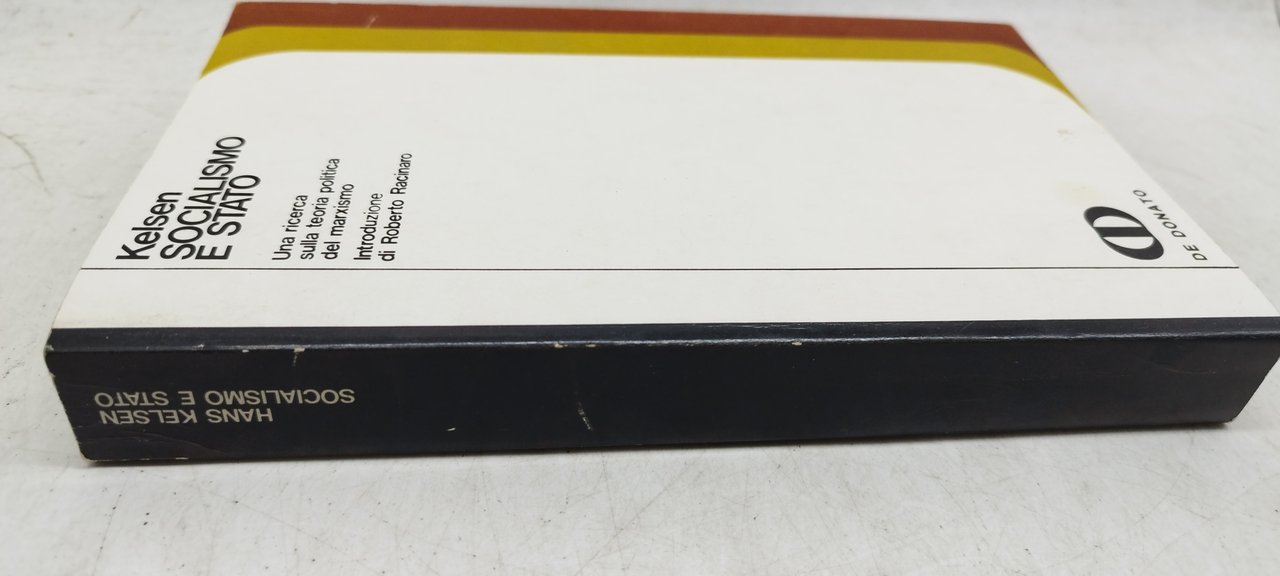 Kelsen
SOCIALISMO
E STATO
Una ricerca
sulla teoria politica
del marxismo
Introduzione
di Roberto Racinaro
DE DONATO
HANS KELSEN
SOCIALISMO E STATO